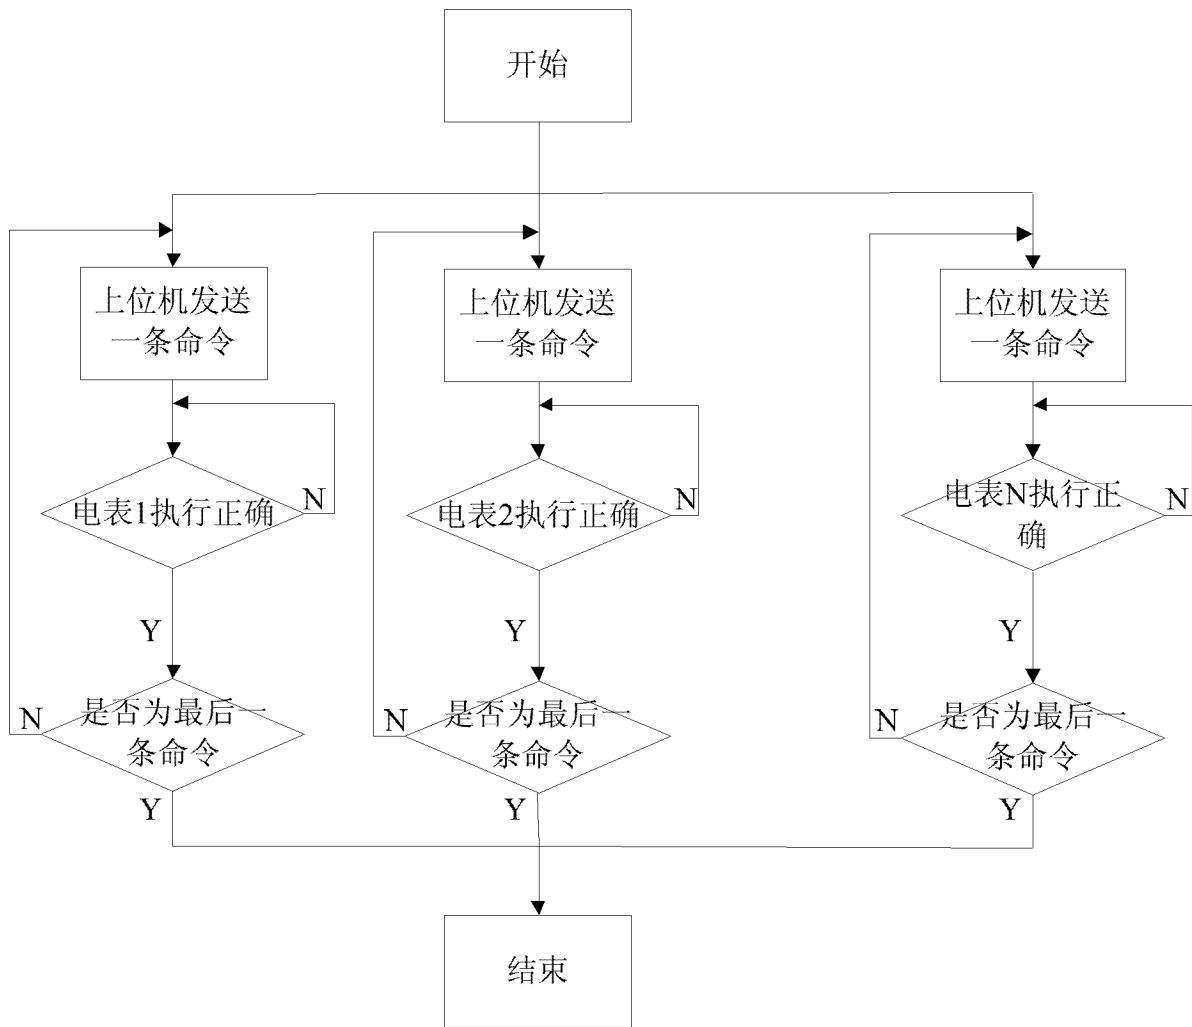 开始
上位机发送
一条命令
上位机发送
一条命令
上位机发送
一条命令
电表1执行正确
N
电表2执行正确
N
电表N执行正
确
N
Y
Y
Y
N
是否为最后一
条命令
N
是否为最后一
条命令
N
是否为最后一
条命令
Y
Y
Y
结束